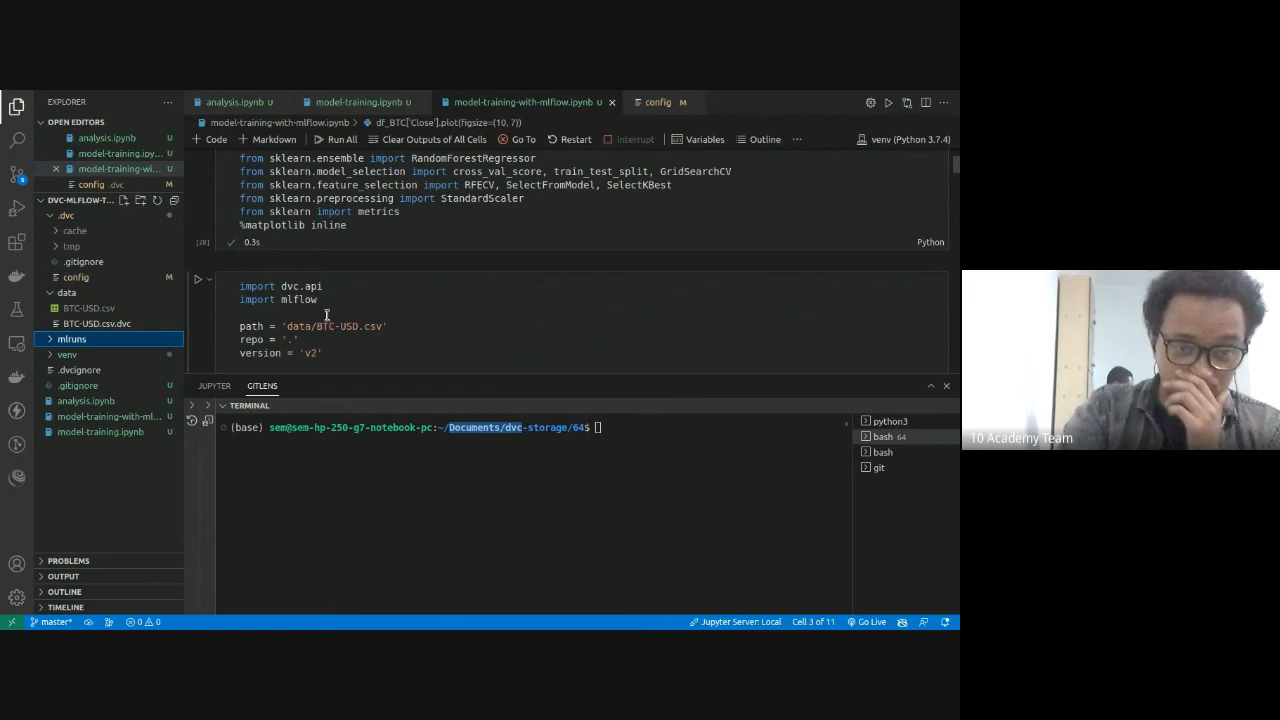 EXPLORER
OPEN EDITORS
analysis.ipynb U
model-training.ipy... U
model-training-wi... U
config .dvc M
DVC-MLFLOW-T...
.dvc
cache
tmp
.gitignore
config M
data
BTC-USD.csv
BTC-USD.csv.dvc
mlruns
venv
.dvcignore
.gitignore U
analysis.ipynb U
model-training-with-ml... U
model-training.ipynb U
PROBLEMS
OUTPUT
OUTLINE
TIMELINE
analysis.ipynb U model-training.ipynb U model-training-with-mlflow.ipynb U config M
model-training-with-mlflow.ipynb > df_BTC['Close'].plot(figsize=(10, 7))
+ Code + Markdown Run All Clear Outputs of All Cells Go To Restart Interrupt Variables Outline ... venv (Python 3.7.4)
from sklearn.ensemble import RandomForestRegressor
from sklearn.model_selection import cross_val_score, train_test_split, GridSearchCV
from sklearn.feature_selection import RFECV, SelectFromModel, SelectKBest
from sklearn.preprocessing import StandardScaler
from sklearn import metrics
%matplotlib inline
[28] 0.3s Python
import dvc.api
import mlflow
path = 'data/BTC-USD.csv'
repo = '.'
version = 'v2'
JUPYTER GITLENS
TERMINAL
(base) sem@sem-hp-250-g7-notebook-pc:~/Documents/dvc-storage/64$
python3
bash 64
bash
git
master* 0 0 Jupyter Server: Local Cell 3 of 11 Go Live
10 Academy Team